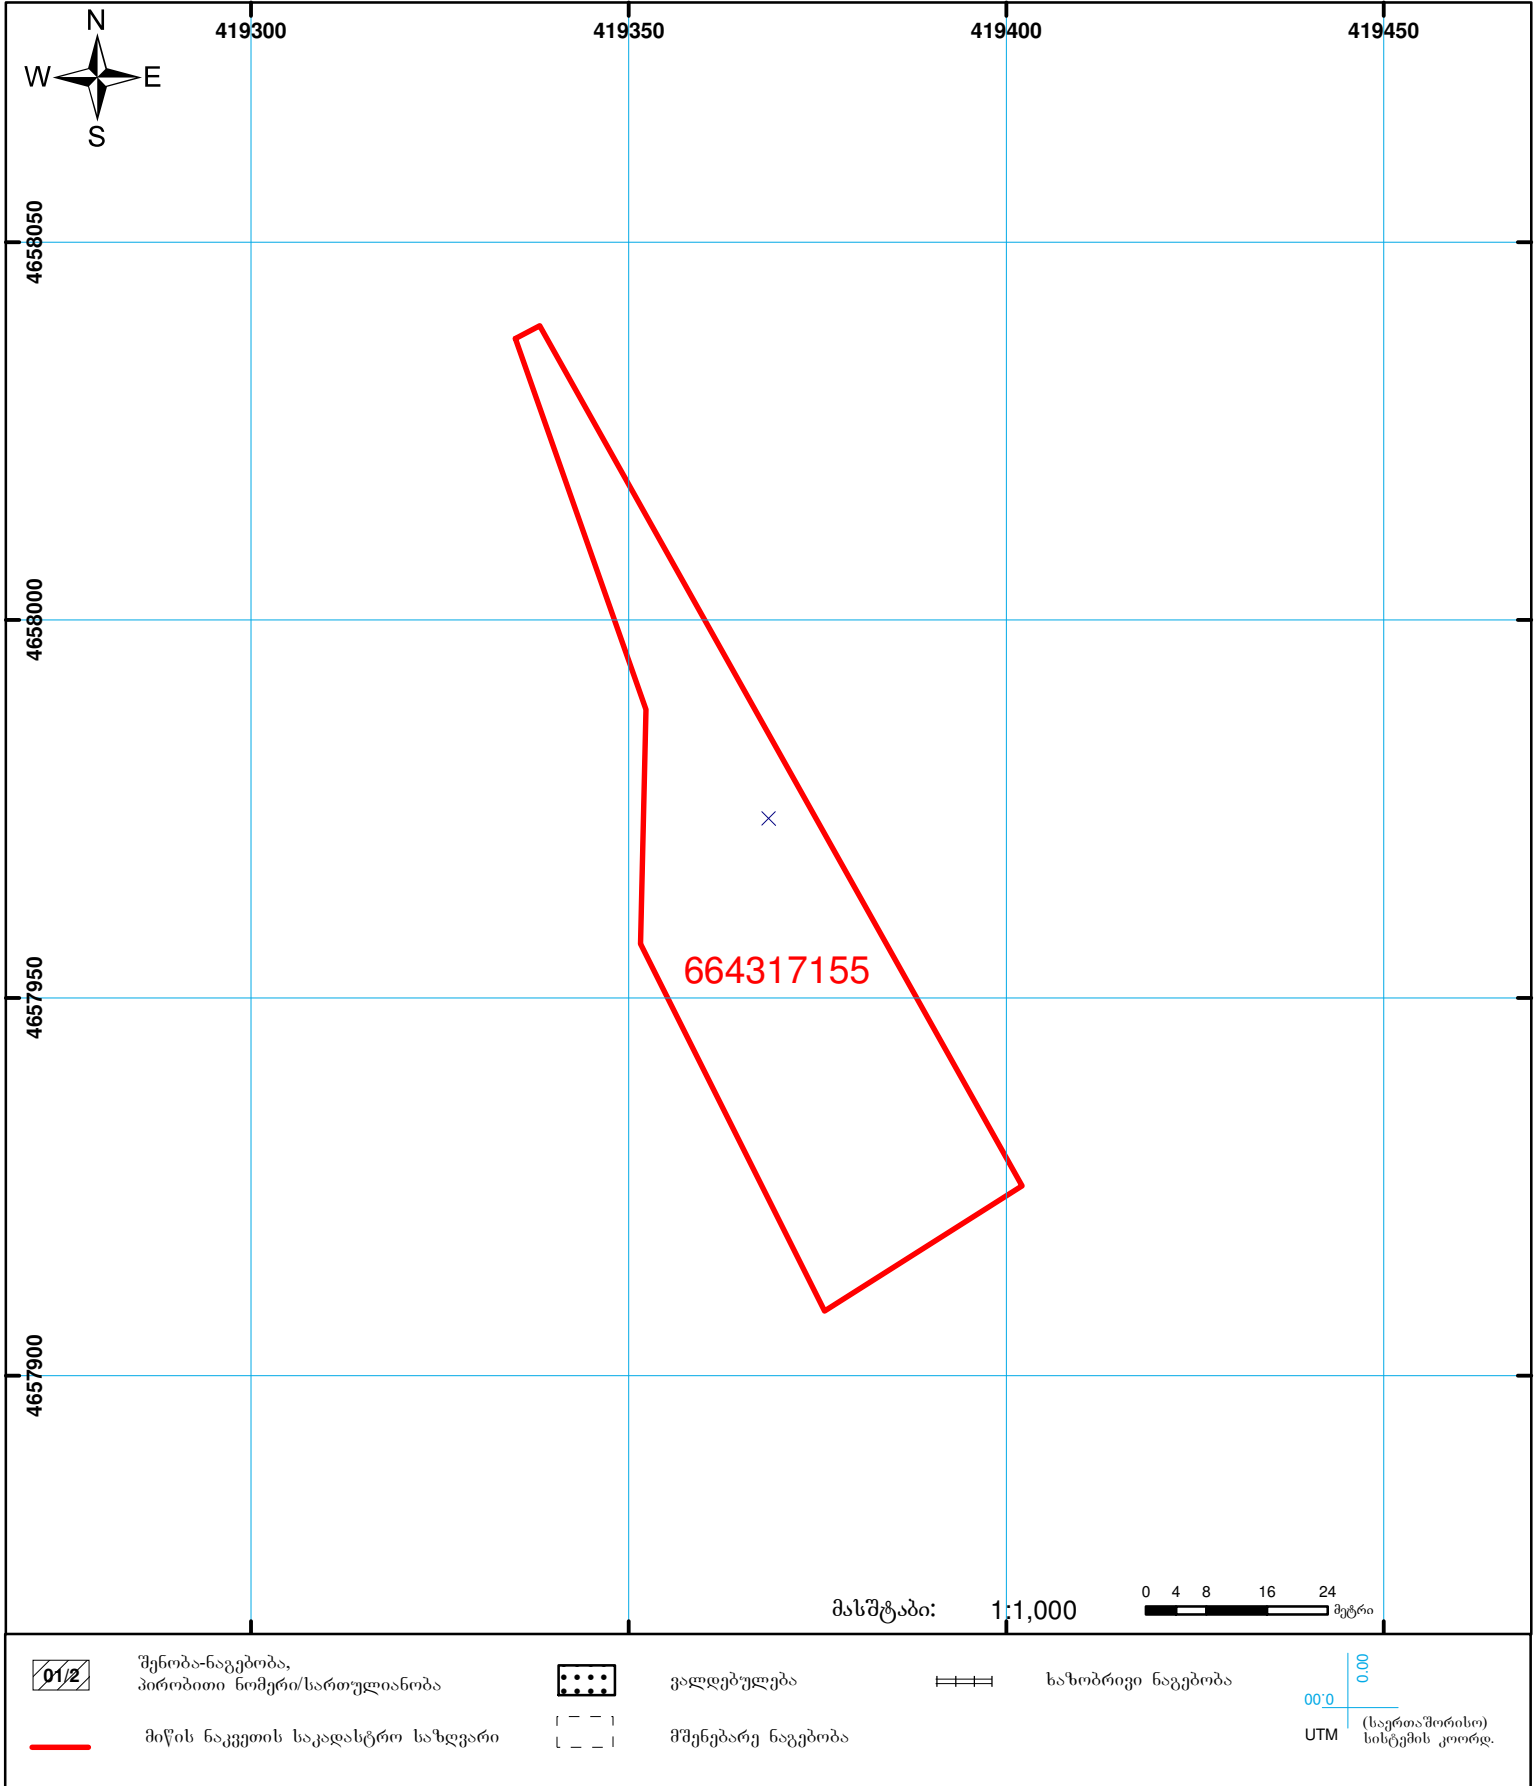 N
W E
S
419300 419350 419400 419450
4658050
4658000
4657950
4657900
664317155
მასშტაბი: 1:1,000
0 4 8 16 24
მეტრი
01/2
შენობა-ნაგებობა,
პირობითი ნომერი/სართულიანობა
ვალდებულება
ხაზობრივი ნაგებობა
მიწის ნაკვეთის საკადასტრო საზღვარი
მშენებარე ნაგებობა
0.00
0.00
UTM
(საერთაშორისო)
სისტემის კოორდ.